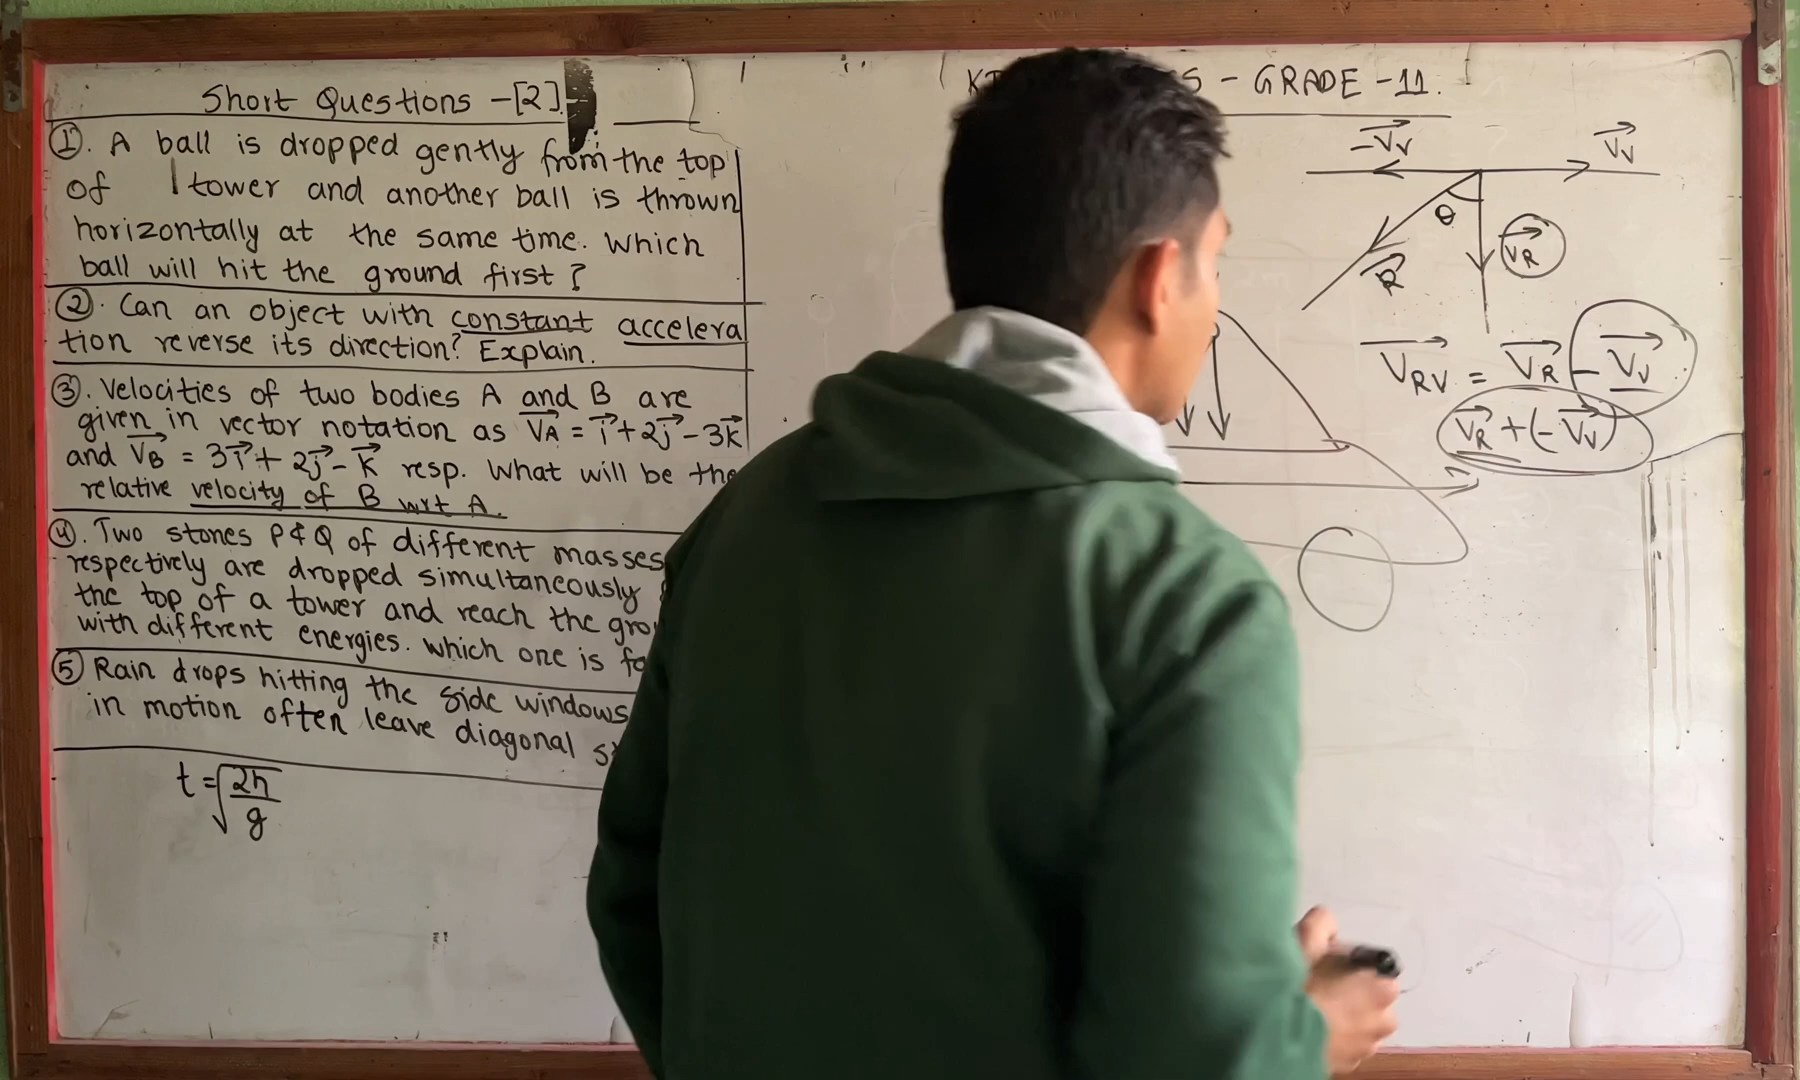 Short Questions -[2]
①. A ball is dropped gently from the top
of tower and another ball is thrown
horizontally at the same time. Which
ball will hit the ground first?
②. Can an object with constant accelera
tion reverse its direction? Explain.
③. Velocities of two bodies A and B are
given in vector notation as V⃗A = i⃗ + 2j⃗ - 3k⃗
and V⃗B = 3i⃗ + 2j⃗ - k⃗ resp. What will be the
relative velocity of B wrt A.
④. Two stones P & Q of different masses
respectively are dropped simultaneously
the top of a tower and reach the
with different energies. which one is
⑤ Rain drops hitting the side windows
in motion often leave diagonal
t = √(2h/g)
- GRADE -11.
-V⃗v V⃗v
θ
V⃗R
R⃗
V⃗RV = V⃗R - V⃗v
V⃗R + (-V⃗v)